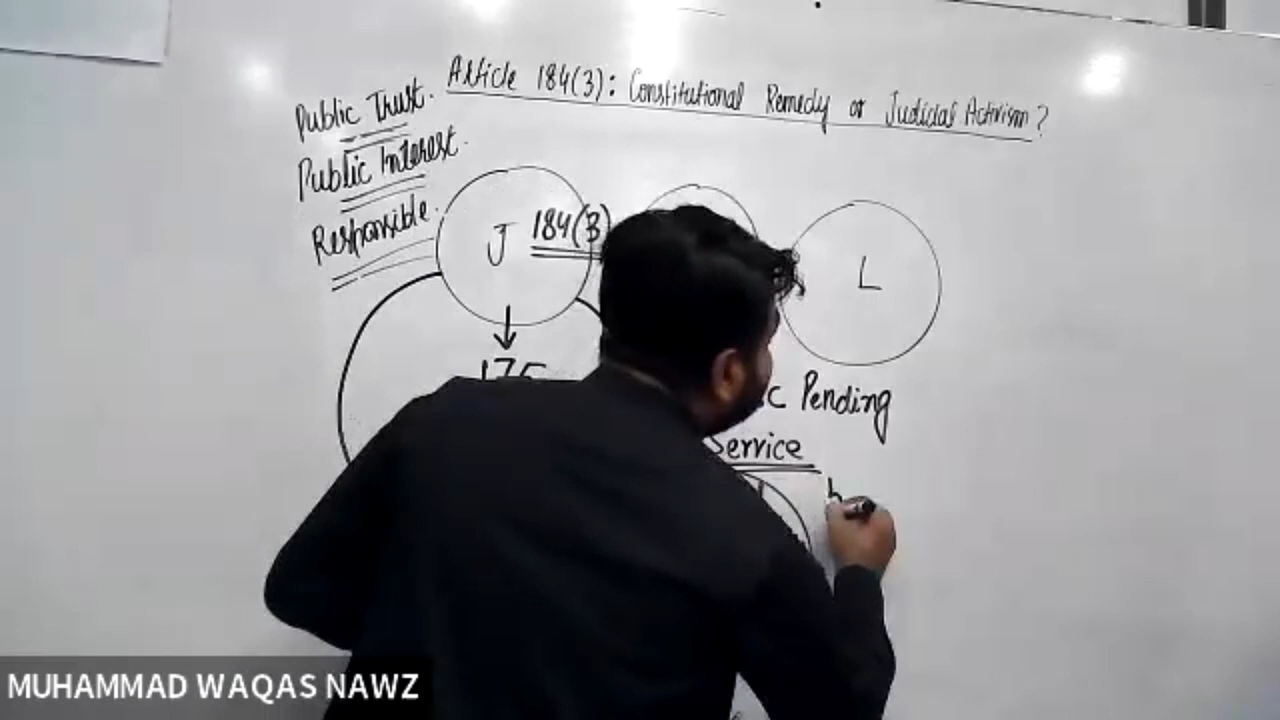 Article 184(3): Constitutional Remedy or Judicial Activism?
Public Trust.
Public Interest.
Responsible.
J
184(3)
L
175
Pending
Service
MUHAMMAD WAQAS NAWZ